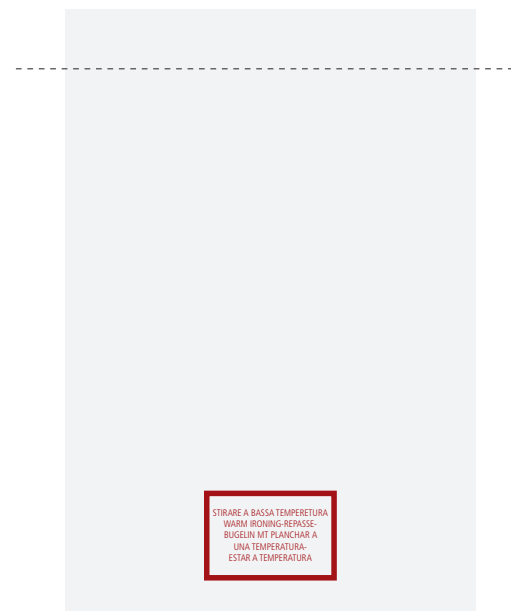 STIRARE A BASSA TEMPERETURA
WARM IRONING-REPASSE-
BUGELIN MT PLANCHAR A
UNA TEMPERATURA-
ESTAR A TEMPERATURA